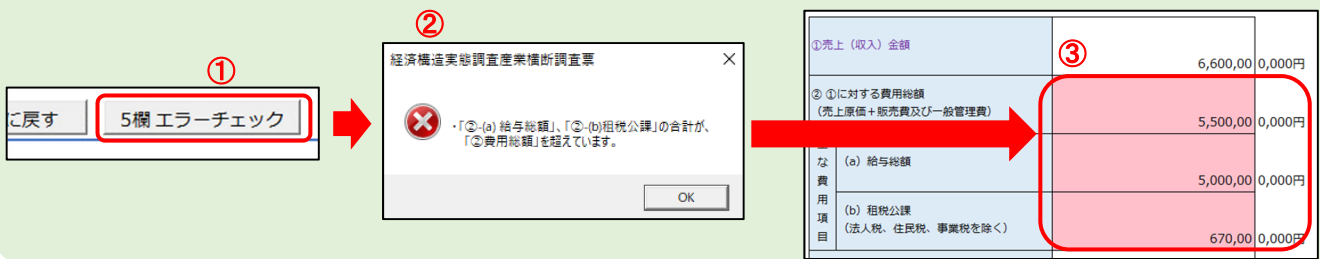 ①
に戻す
5欄 エラーチェック
②
経済構造実態調査産業横断調査票
・「②-(a) 給与総額」、「②-(b)租税公課」の合計が、
「②費用総額」を超えています。
OK
③
①売上（収入）金額
6,600,00 0,000円
② ①に対する費用総額
（売上原価＋販売費及び一般管理費）
5,500,00 0,000円
な
費
用
項
目
(a) 給与総額
5,000,00 0,000円
(b) 租税公課
（法人税、住民税、事業税を除く）
670,00 0,000円